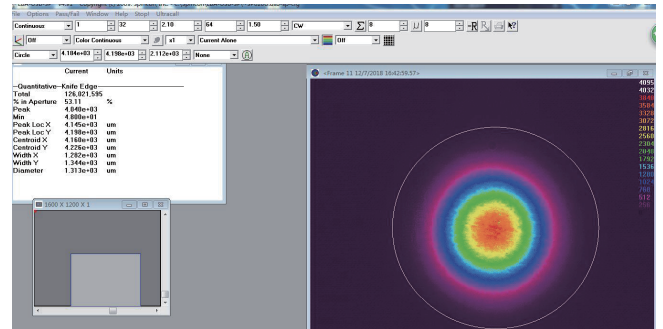 File Options Pass/fail Window Help Stop! Ultracal!
Continuous 1 32 2.10 64 1.50 CW Σ 8 8 -R
Off Color Continuous x1 Current Alone Off
Circle 4.184e+03 4.198e+03 2.112e+03 None
Current Units
--Quantitative--Knife Edge
Total 126,021,595
% in Aperture 53.11 %
Peak 4.040e+03
Min 4.800e+01
Peak Loc X 4.145e+03 um
Peak Loc Y 4.198e+03 um
Centroid X 4.160e+03 um
Centroid Y 4.226e+03 um
Width X 1.282e+03 um
Width Y 1.344e+03 um
Diameter 1.313e+03 um
1600 X 1200 X 1
<Frame 11 12/7/2018 16:42:59.57>
4095
4032
3840
3584
3328
3072
2816
2560
2304
2048
1792
1536
1280
1024
768
512
256